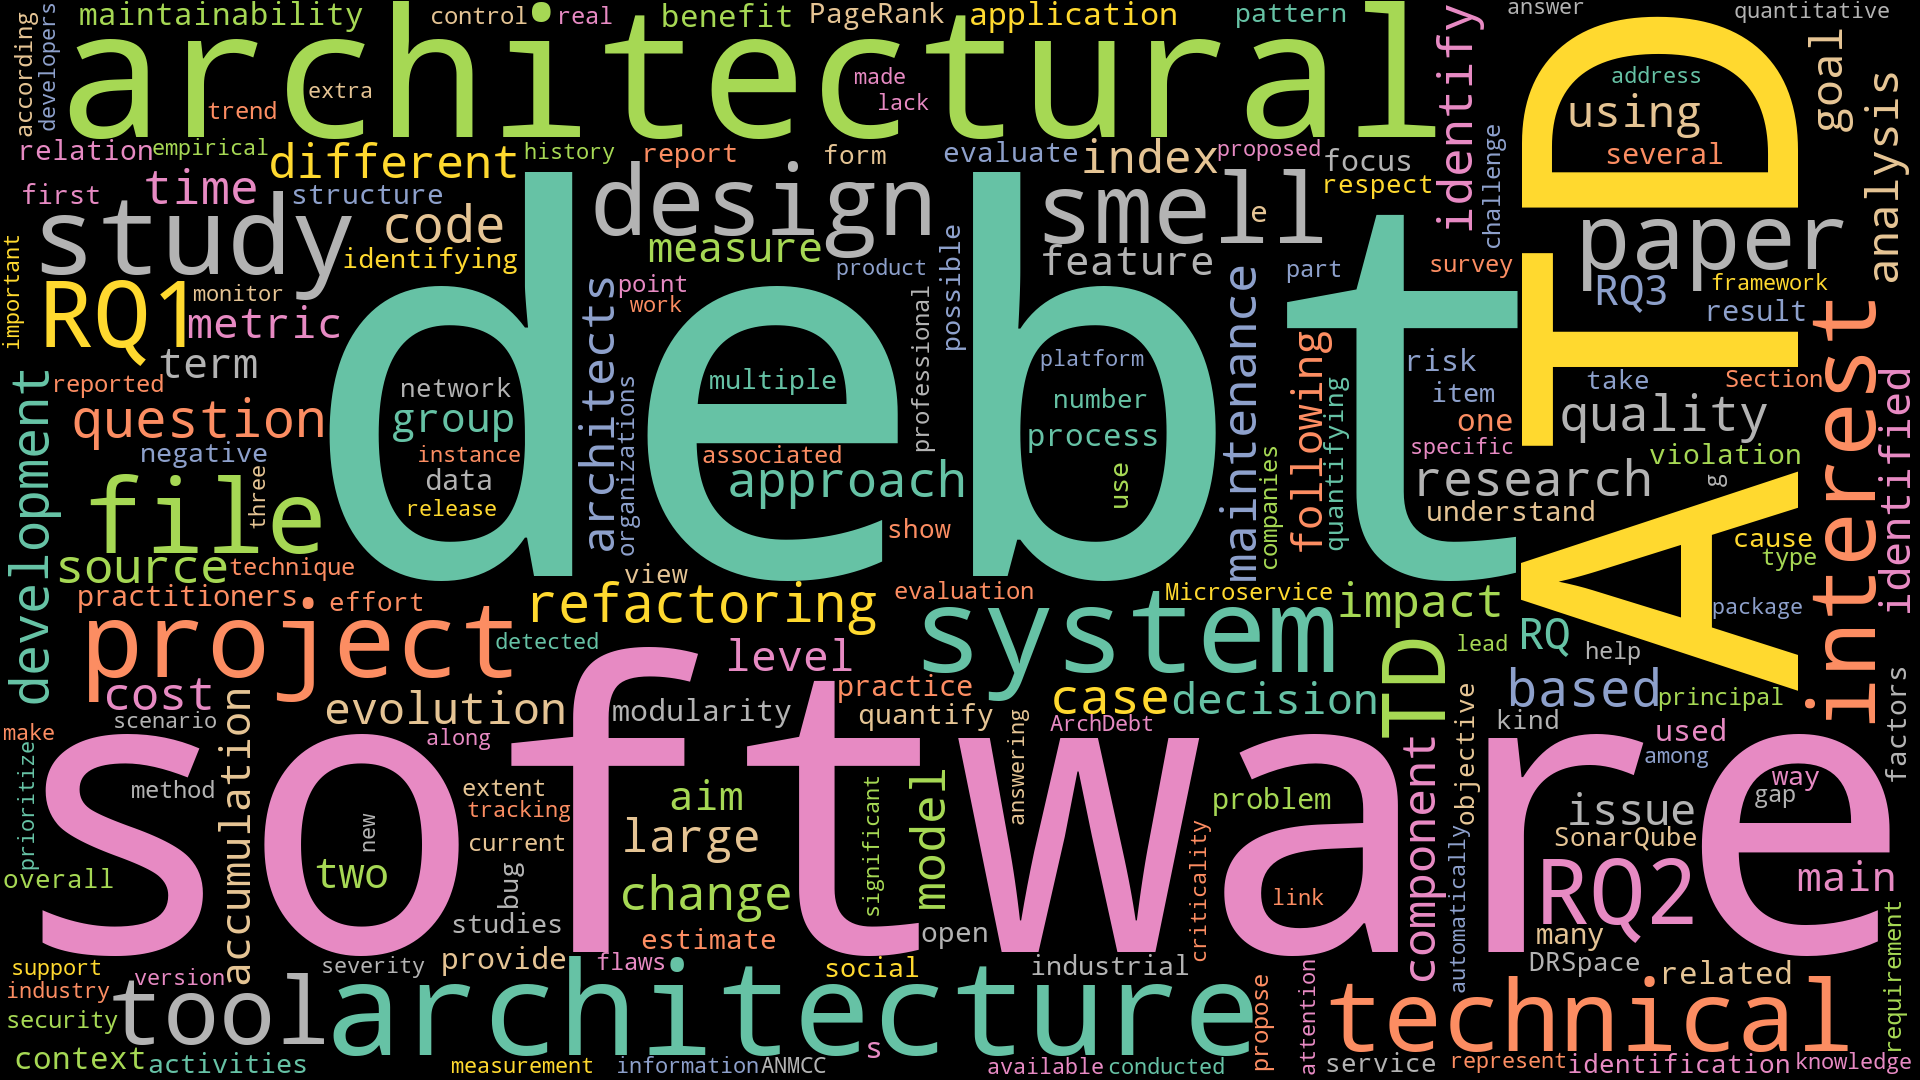 maintainability
control
real
benefit
PageRank
application
pattern
answer
quantitative
according
developers
architectural
extra
trend
made
lack
identify
ATD
address
using
several
goal
analysis
relation
empirical
different
history
report
form
evaluate
index
proposed
focus
respect
challenge
first
time
structure
study
code
identifying
design
measure
smell
e
feature
paper
important
RQ1
monitor
metric
term
debt
point
work
product
possible
part
survey
RQ3
framework
result
architects
professional
maintenance
following
quantifying
risk
item
one
specific
take
Section
quality
interest
identified
development
reported
question
negative
network
group
instance
data
release
organizations
multiple
associated
approach
show
platform
number
process
use
companies
research
understand
violation
g
cause
type
package
file
three
source
technique
practitioners
effort
view
refactoring
evaluation
system
Microservice
impact
lead
RQ
help
project
detected
level
TD
based
principal
cost
scenario
evolution
along
modularity
practice
quantify
case
decision
ArchDebt
kind
used
among
objective
factors
make
prioritize
accumulation
software
method
new
two
extent
tracking
current
bug
studies
aim
large
change
estimate
significant
model
answering
open
problem
criticality
link
component
automatically
issue
SonarQube
RQ2
many
way
gap
main
overall
requirement
support
version
industry
security
tool
severity
provide
flaws
social
industrial
DRSpace
related
architecture
technical
propose
attention
context
activities
measurement
information
ANMCC
s
available
conducted
service
represent
identification
knowledge